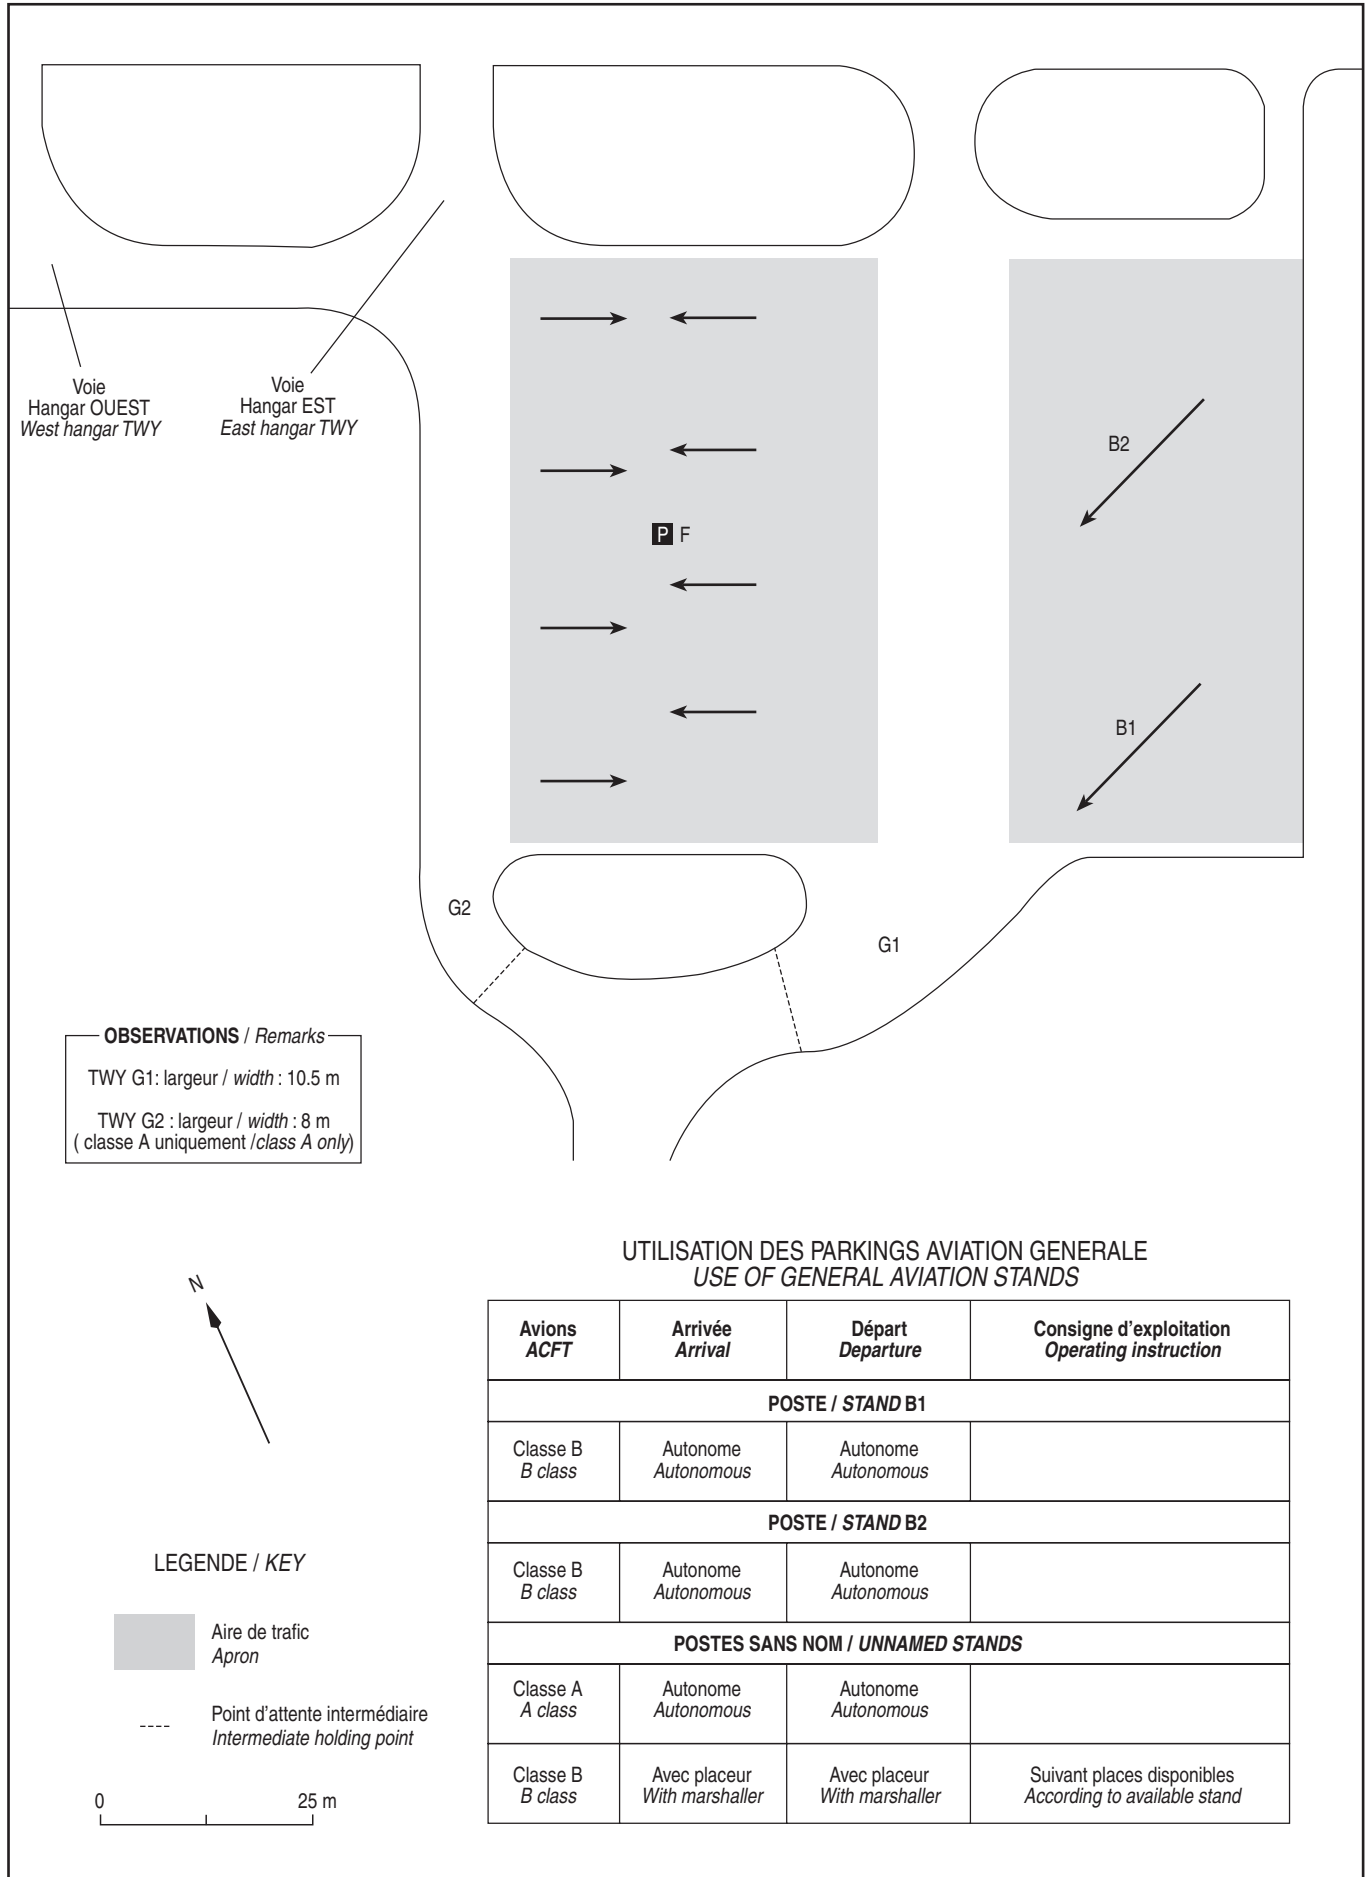 Voie
Hangar OUEST
West hangar TWY
Voie
Hangar EST
East hangar TWY
B2
P F
B1
G2
G1
OBSERVATIONS / Remarks
TWY G1: largeur / width : 10.5 m
TWY G2 : largeur / width : 8 m
( classe A uniquement /class A only)
N
UTILISATION DES PARKINGS AVIATION GENERALE
USE OF GENERAL AVIATION STANDS
Avions Arrivée Départ Consigne d'exploitation
ACFT Arrival Departure Operating instruction
POSTE / STAND B1
Classe B Autonome Autonome
B class Autonomous Autonomous
POSTE / STAND B2
Classe B Autonome Autonome
B class Autonomous Autonomous
POSTES SANS NOM / UNNAMED STANDS
Classe A Autonome Autonome
A class Autonomous Autonomous
Classe B Avec placeur Avec placeur Suivant places disponibles
B class With marshaller With marshaller According to available stand
LEGENDE / KEY
Aire de trafic
Apron
Point d'attente intermédiaire
Intermediate holding point
0 25 m